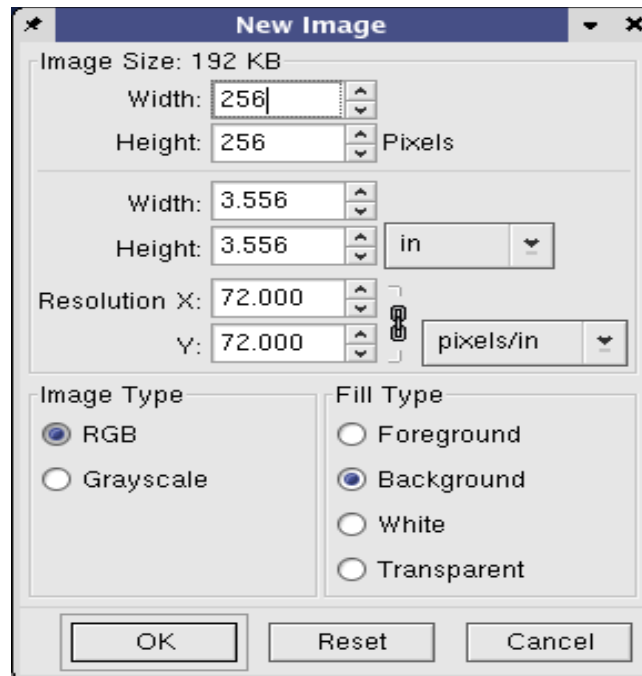 New Image
Image Size: 192 KB
Width: 256
Height: 256 Pixels
Width: 3.556
Height: 3.556 in
Resolution X: 72.000
Y: 72.000 pixels/in
Image Type
RGB
Grayscale
Fill Type
Foreground
Background
White
Transparent
OK Reset Cancel